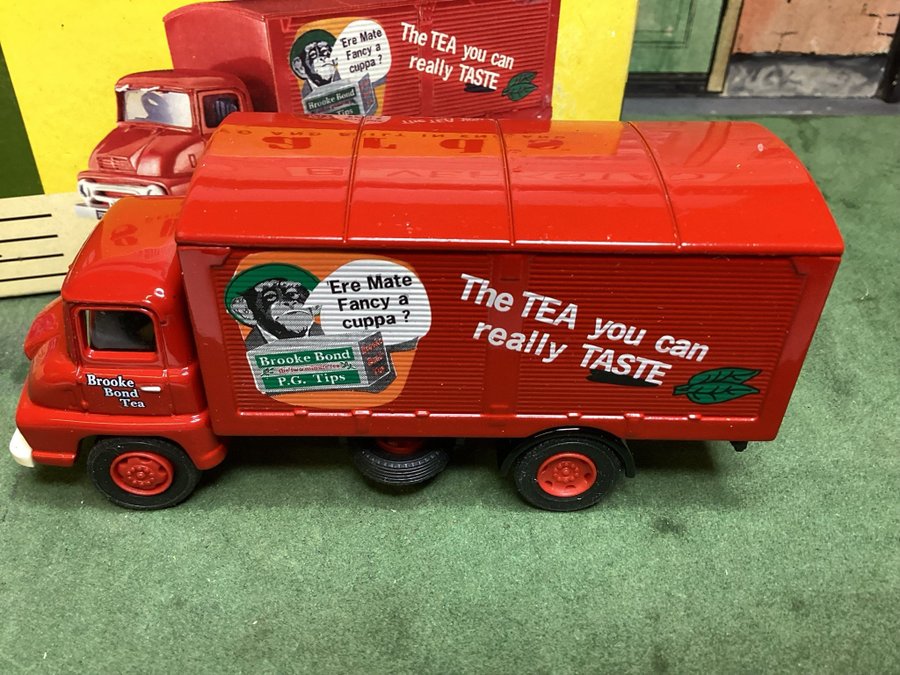 Ere Mate
Fancy a
cuppa ?
Brooke Bond
Tips
The TEA you can
really TASTE
'Ere Mate
Fancy a
cuppa ?
Brooke Bond
P.G. Tips
The TEA you can
really TASTE
Brooke
Bond
Tea